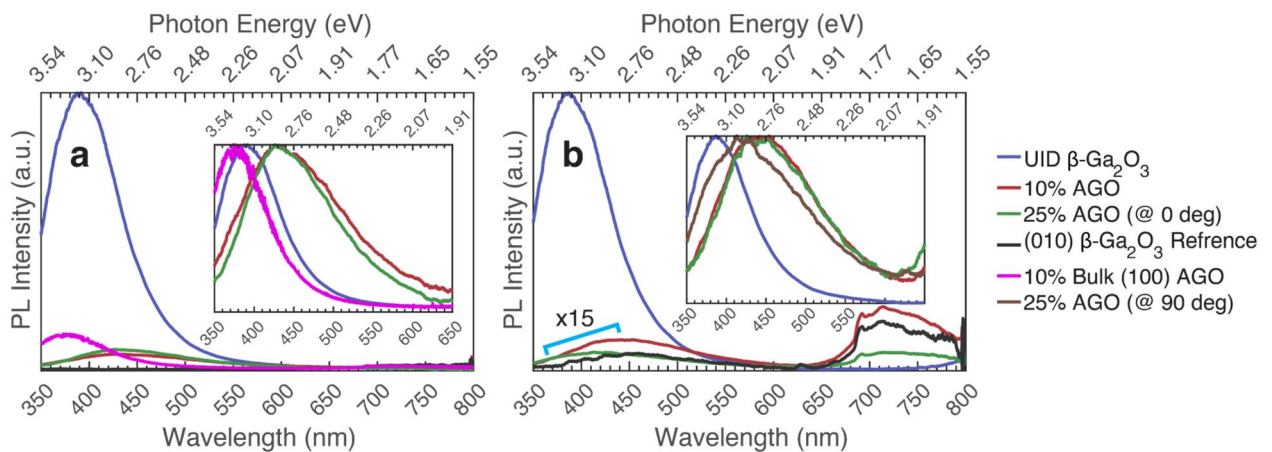 Photon Energy (eV)
3.54 3.10 2.76 2.48 2.26 2.07 1.91 1.77 1.65 1.55
PL Intensity (a.u.)
a
3.54 3.10 2.76 2.48 2.26 2.07 1.91
350 400 450 500 550 600 650
350 400 450 500 550 600 650 700 750 800
Wavelength (nm)
Photon Energy (eV)
3.54 3.10 2.76 2.48 2.26 2.07 1.91 1.77 1.65 1.55
PL Intensity (a.u.)
b
3.54 3.10 2.76 2.48 2.26 2.07 1.91
350 400 450 500 550
x15
350 400 450 500 550 600 650 700 750 800
Wavelength (nm)
UID β-Ga₂O₃
10% AGO
25% AGO (@ 0 deg)
(010) β-Ga₂O₃ Refrence
10% Bulk (100) AGO
25% AGO (@ 90 deg)